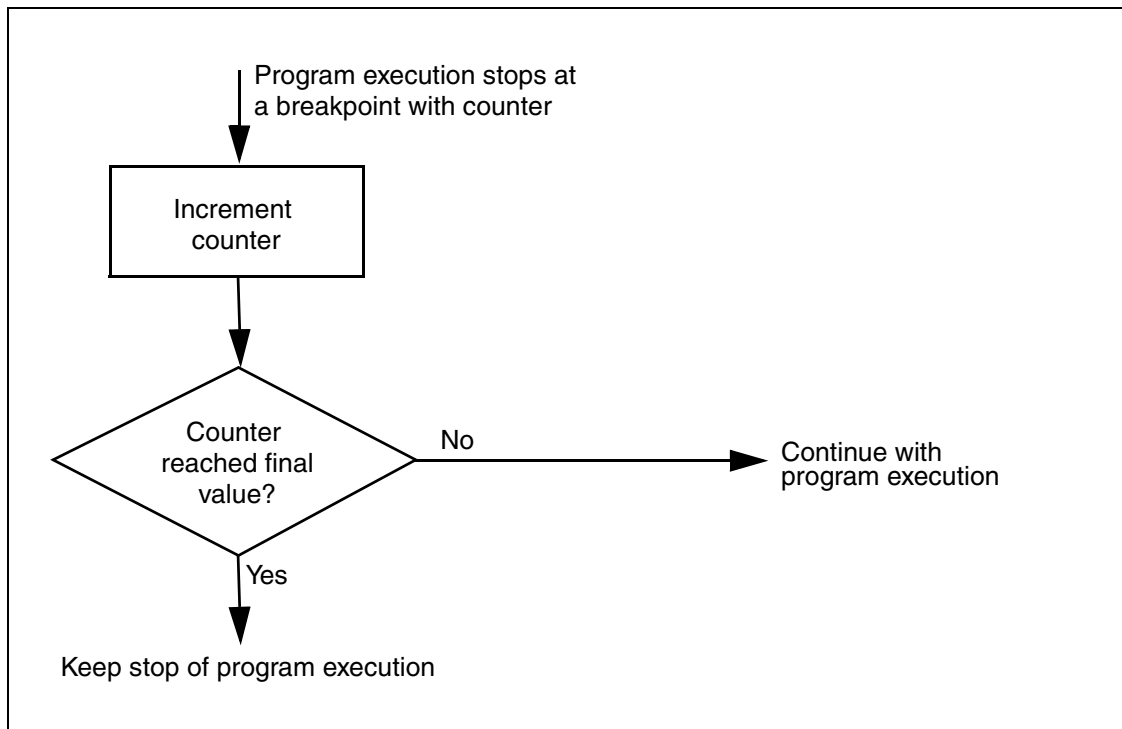 Program execution stops at
a breakpoint with counter
Increment
counter
Counter
reached final
value?
No
Continue with
program execution
Yes
Keep stop of program execution